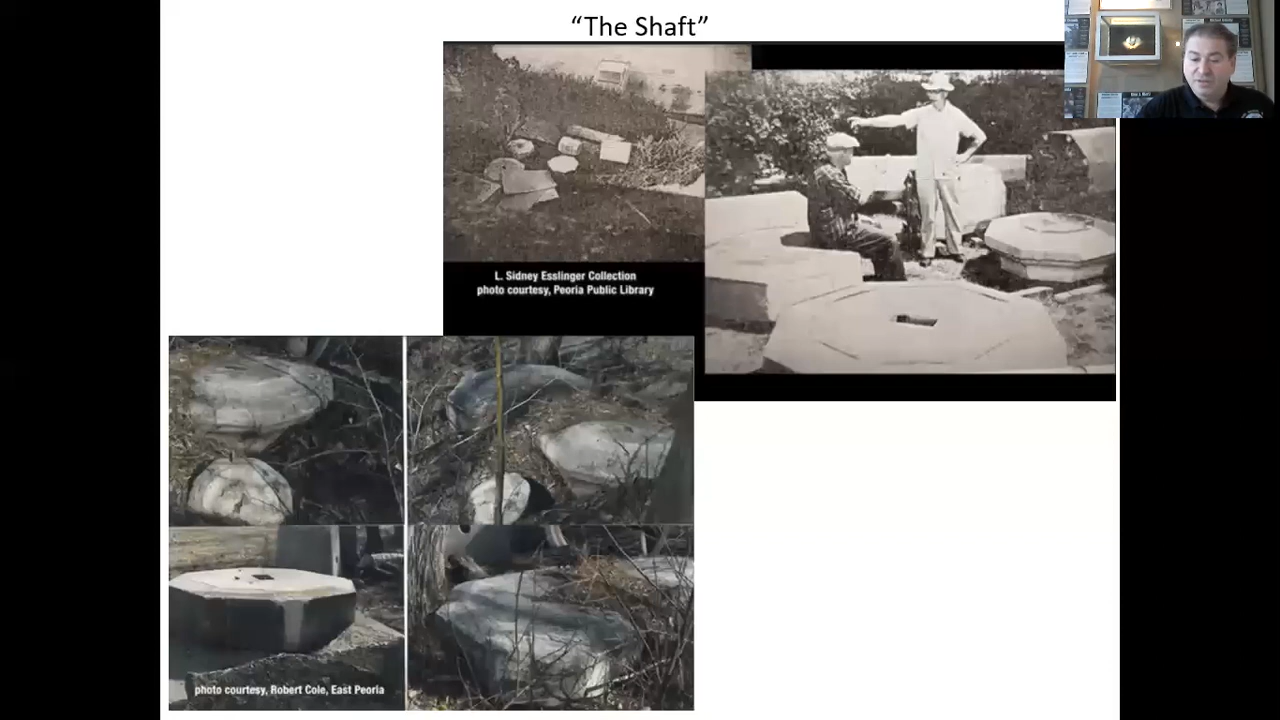 “The Shaft”
L. Sidney Esslinger Collection
photo courtesy, Peoria Public Library
photo courtesy, Robert Cole, East Peoria